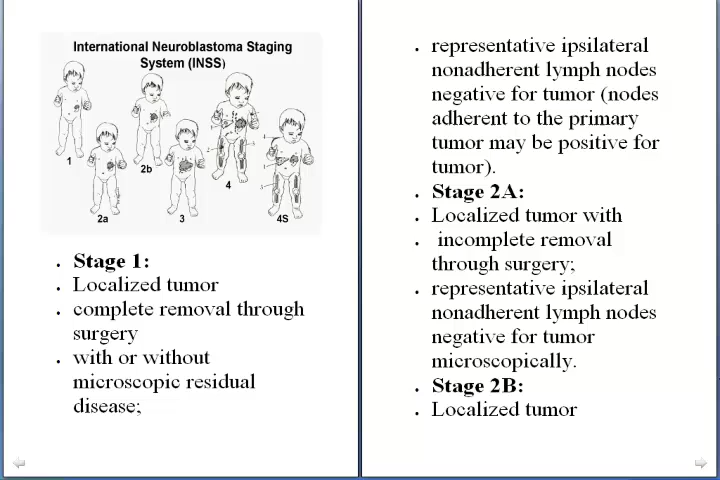 International Neuroblastoma Staging
System (INSS)
1
2b
4
2a
3
4S
• Stage 1:
• Localized tumor
• complete removal through
surgery
• with or without
microscopic residual
disease;
• representative ipsilateral
nonadherent lymph nodes
negative for tumor (nodes
adherent to the primary
tumor may be positive for
tumor).
• Stage 2A:
• Localized tumor with
• incomplete removal
through surgery;
• representative ipsilateral
nonadherent lymph nodes
negative for tumor
microscopically.
• Stage 2B:
• Localized tumor